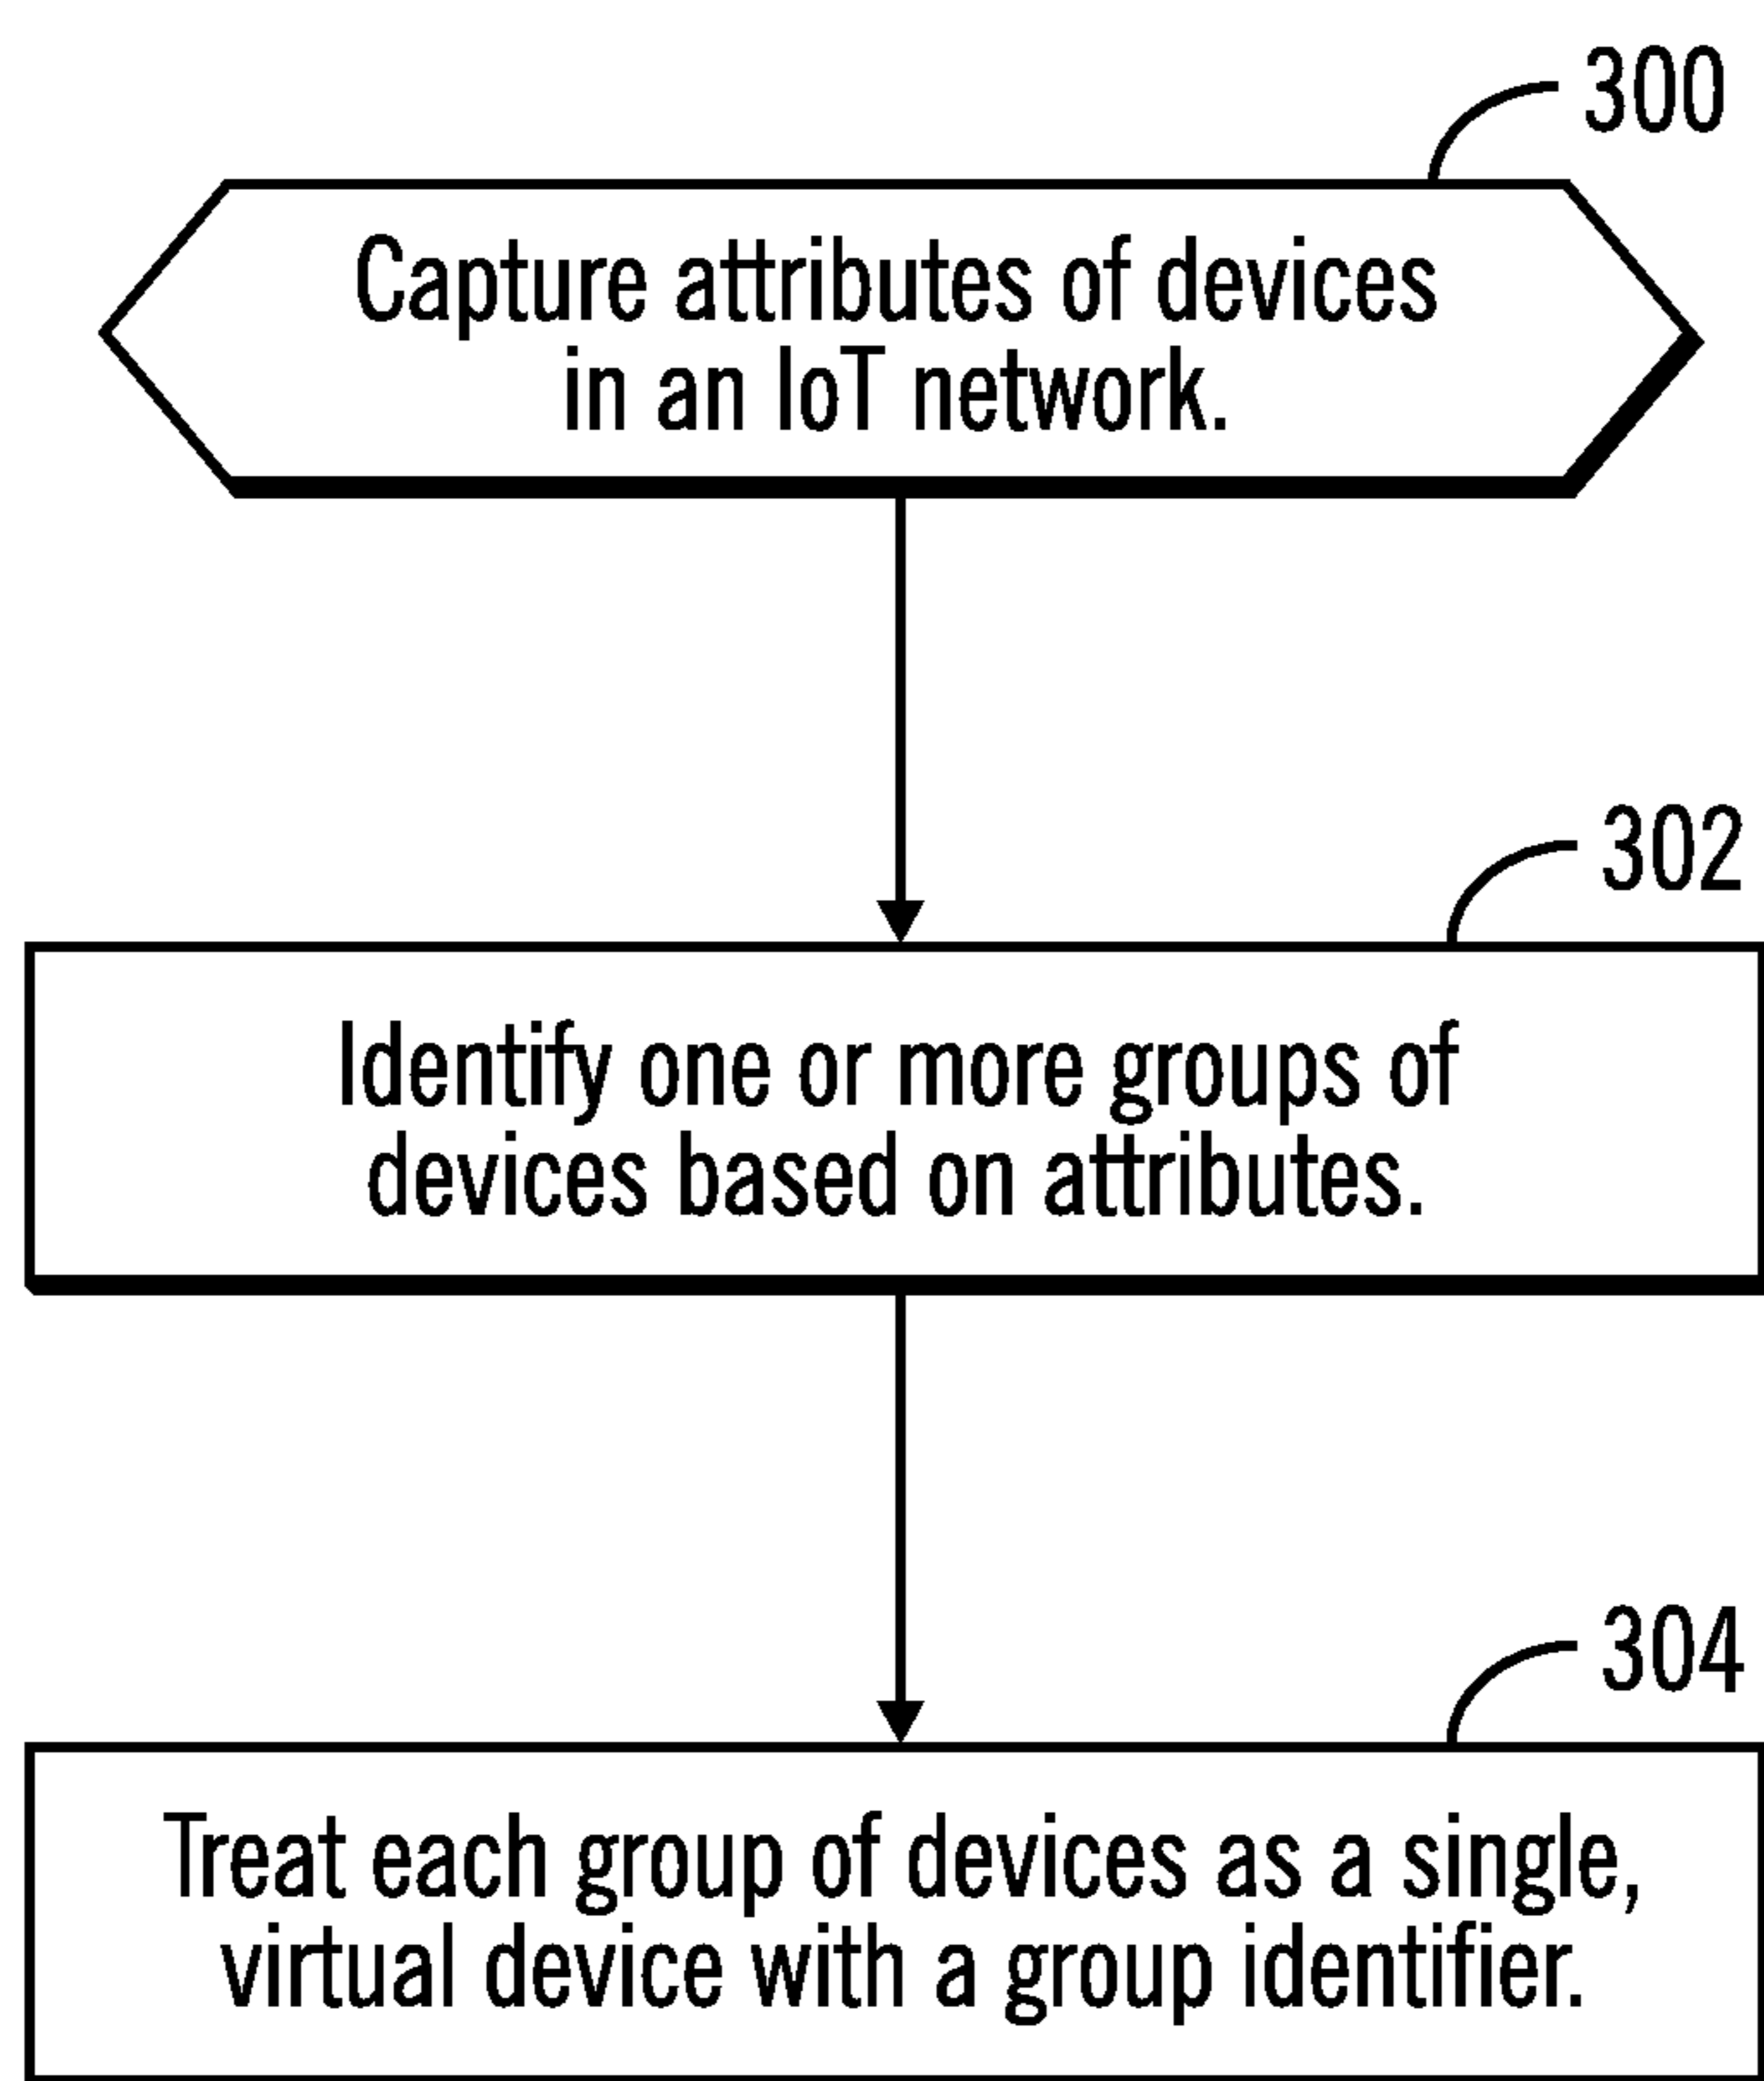 300
Capture attributes of devices
in an IoT network.
302
Identify one or more groups of
devices based on attributes.
304
Treat each group of devices as a single,
virtual device with a group identifier.